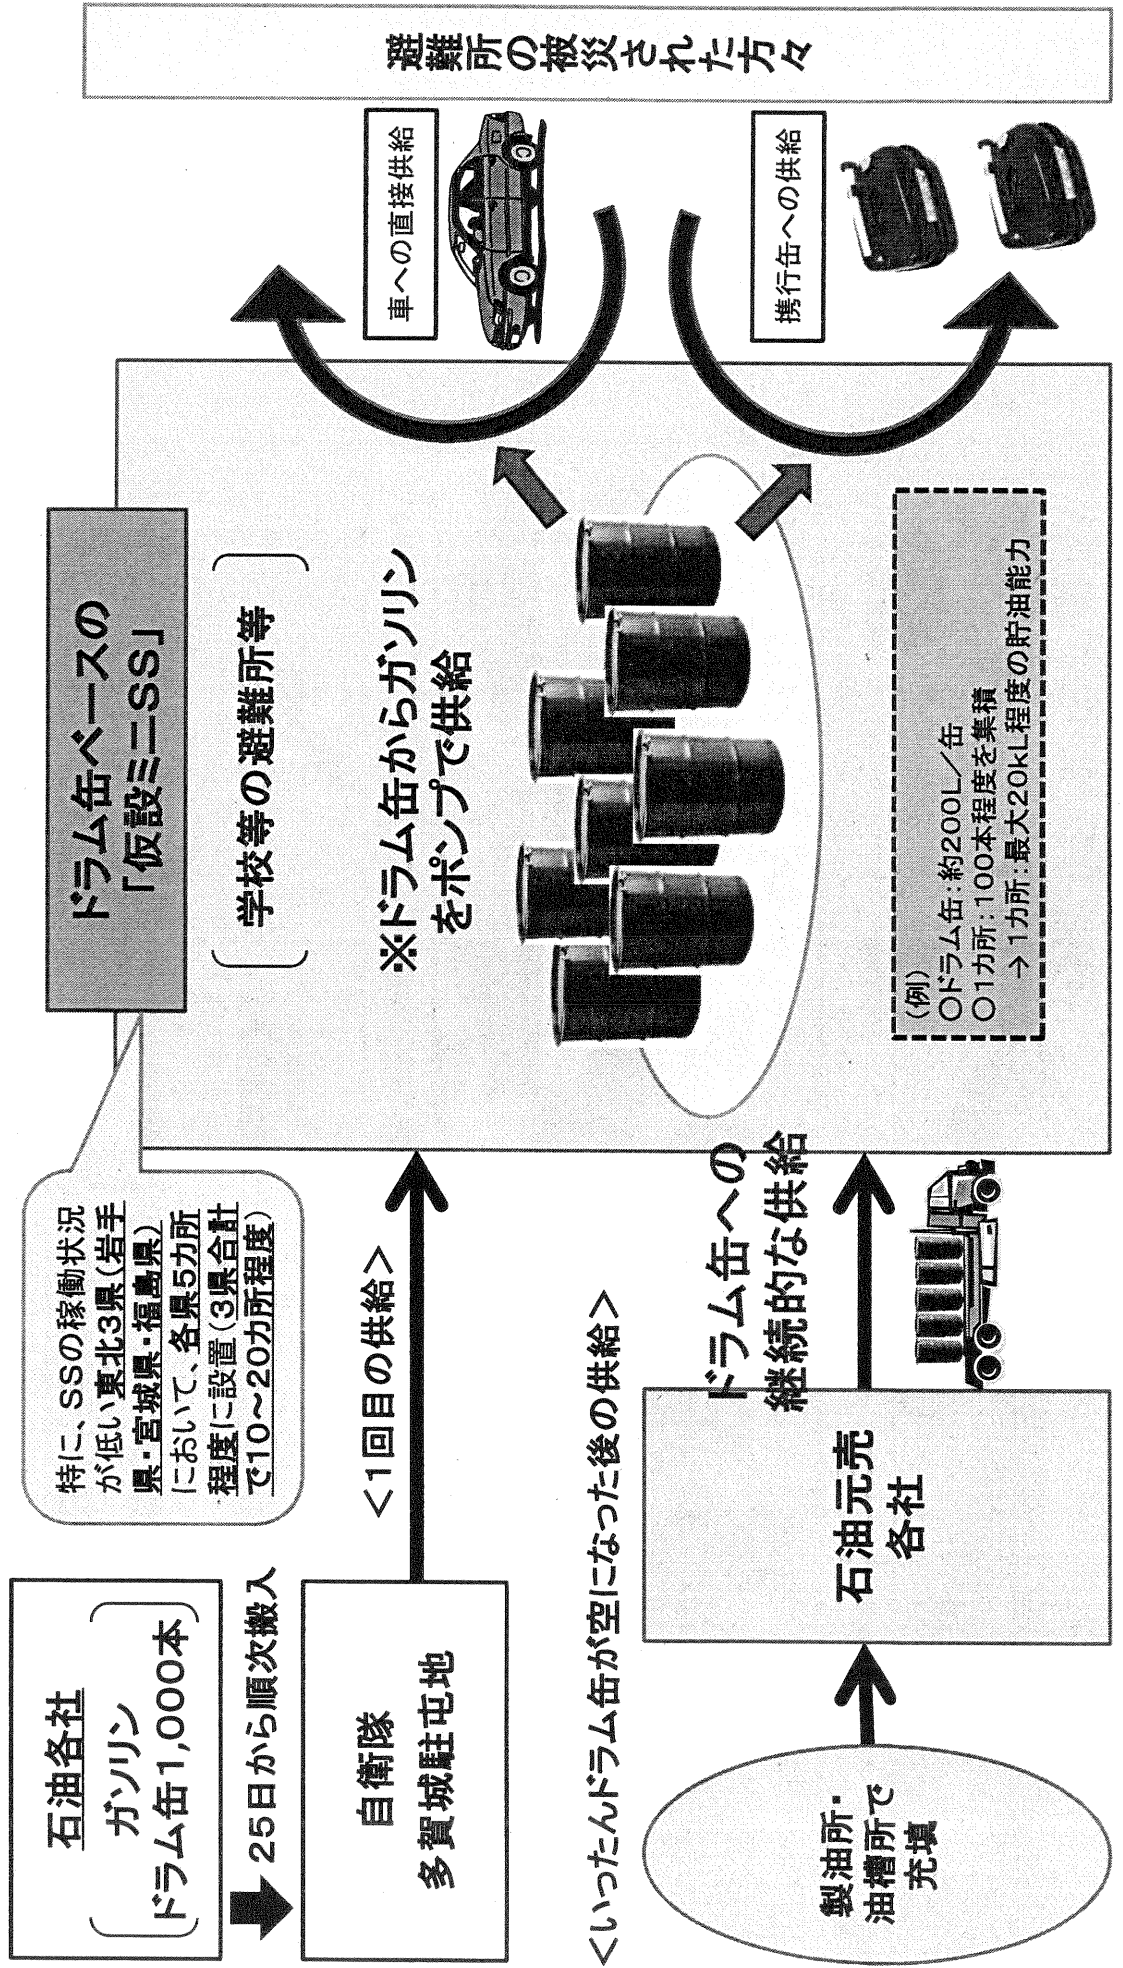 石油各社
ガソリン
ドラム缶1,000本
25日から順次搬入
自衛隊
多賀城駐屯地
特に、SSの稼働状況
が低い東北3県(岩手
県・宮城県・福島県)
において、各県5カ所
程度に設置(3県合計
で10～20カ所程度)
＜1回目の供給＞
＜いったんドラム缶が空になった後の供給＞
製油所・
油槽所で
充填
石油元売
各社
ドラム缶への
継続的な供給
ドラム缶ベースの
「仮設ミニSS」
学校等の避難所等
※ドラム缶からガソリン
をポンプで供給
(例)
○ドラム缶：約200L／缶
○1カ所：100本程度を集積
→1カ所：最大20kL程度の貯油能力
車への直接供給
携行缶への供給
避難所の被災された方々